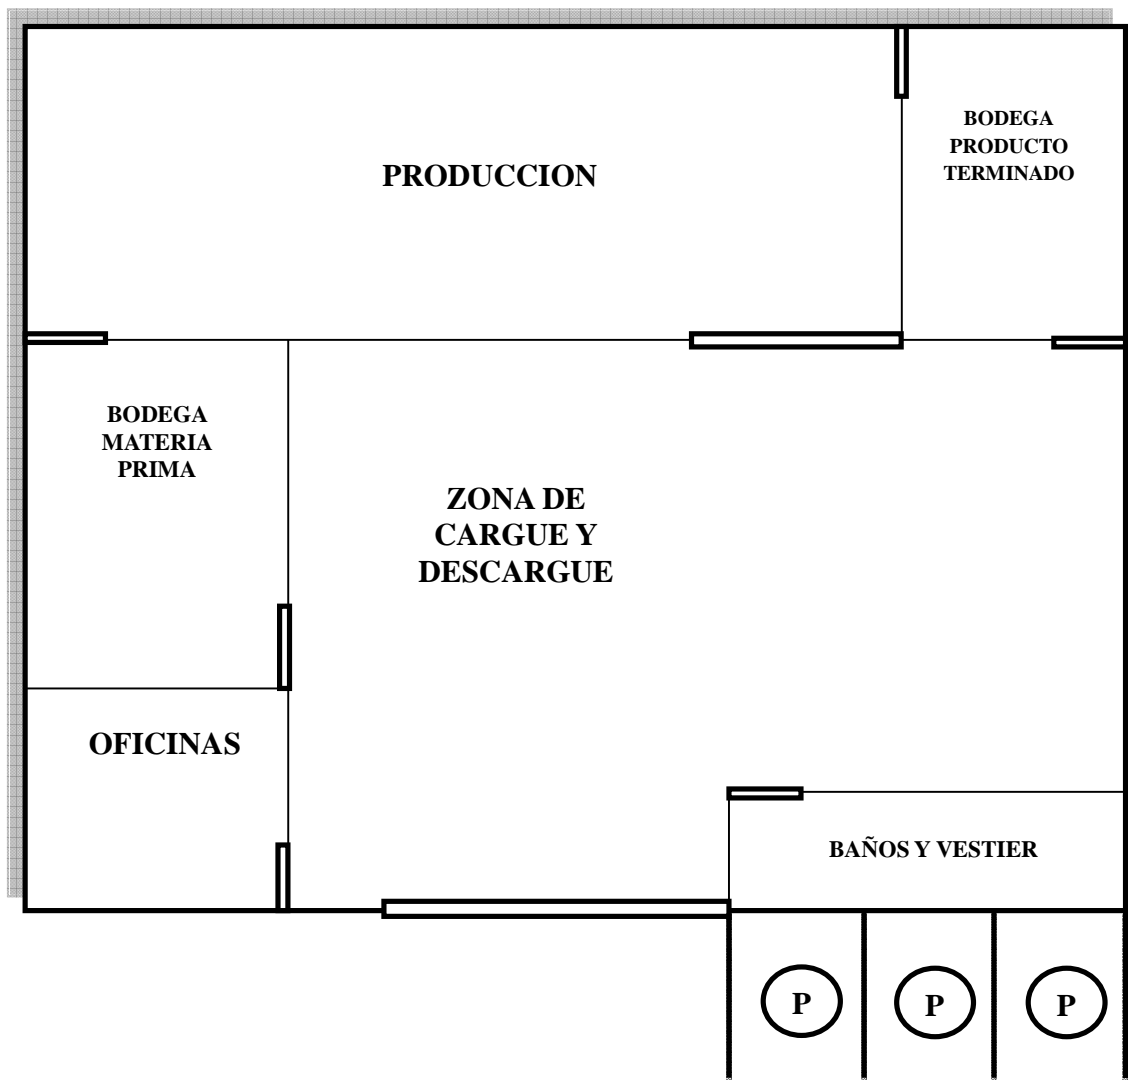 PRODUCCION
BODEGA
PRODUCTO
TERMINADO
BODEGA
MATERIA
PRIMA
ZONA DE
CARGUE Y
DESCARGUE
OFICINAS
BAÑOS Y VESTIER
P
P
P